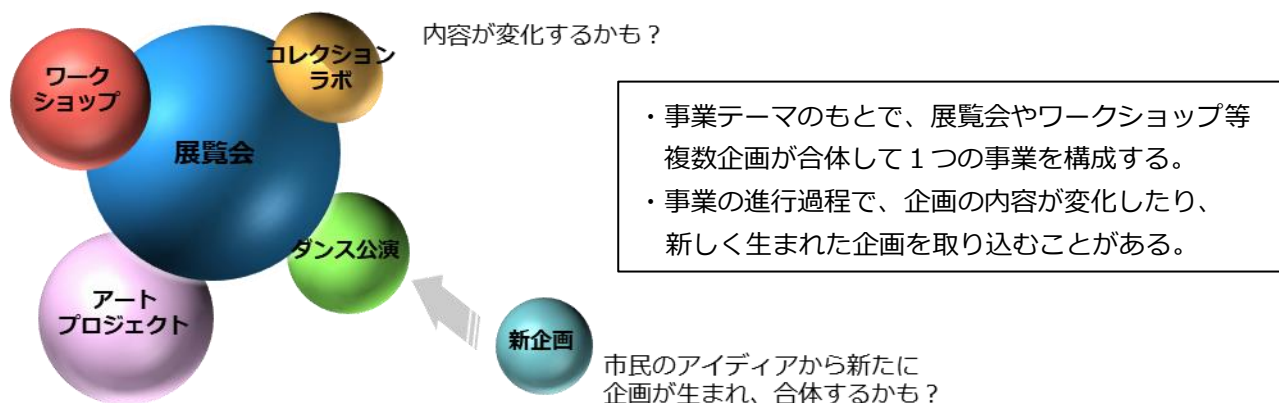 内容が変化するかも？
コレクション
ラボ
ワーク
ショップ
展覧会
ダンス公演
アート
プロジェクト
新企画
市民のアイディアから新たに
企画が生まれ、合体するかも？
・事業テーマのもとで、展覧会やワークショップ等
複数企画が合体して１つの事業を構成する。
・事業の進行過程で、企画の内容が変化したり、
新しく生まれた企画を取り込むことがある。